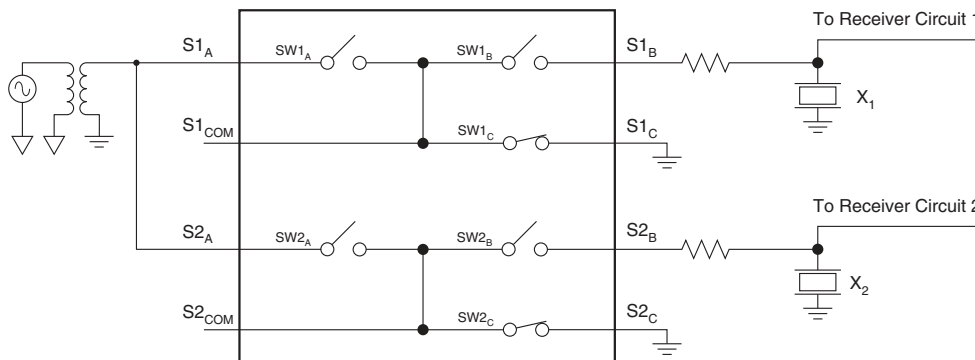 To Receiver Circuit 1
S1A
SW1A
SW1B
S1B
X1
S1COM
SW1C
S1C
To Receiver Circuit 2
S2A
SW2A
SW2B
S2B
X2
S2COM
SW2C
S2C